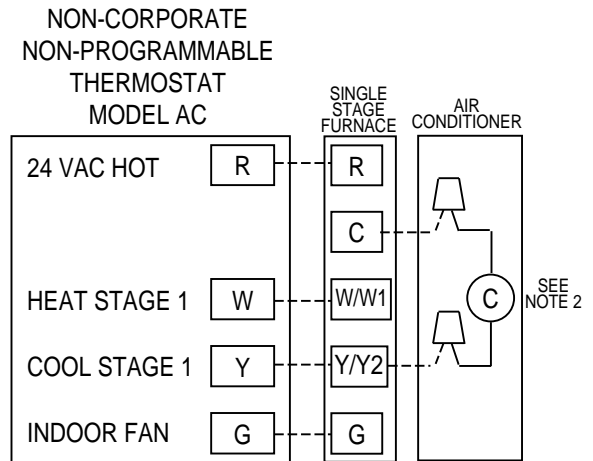 NON-CORPORATE
NON-PROGRAMMABLE
THERMOSTAT
MODEL AC
SINGLE
STAGE
FURNACE
AIR
CONDITIONER
24 VAC HOT R R
C
HEAT STAGE 1 W W/W1
C SEE
NOTE 2
COOL STAGE 1 Y Y/Y2
INDOOR FAN G G